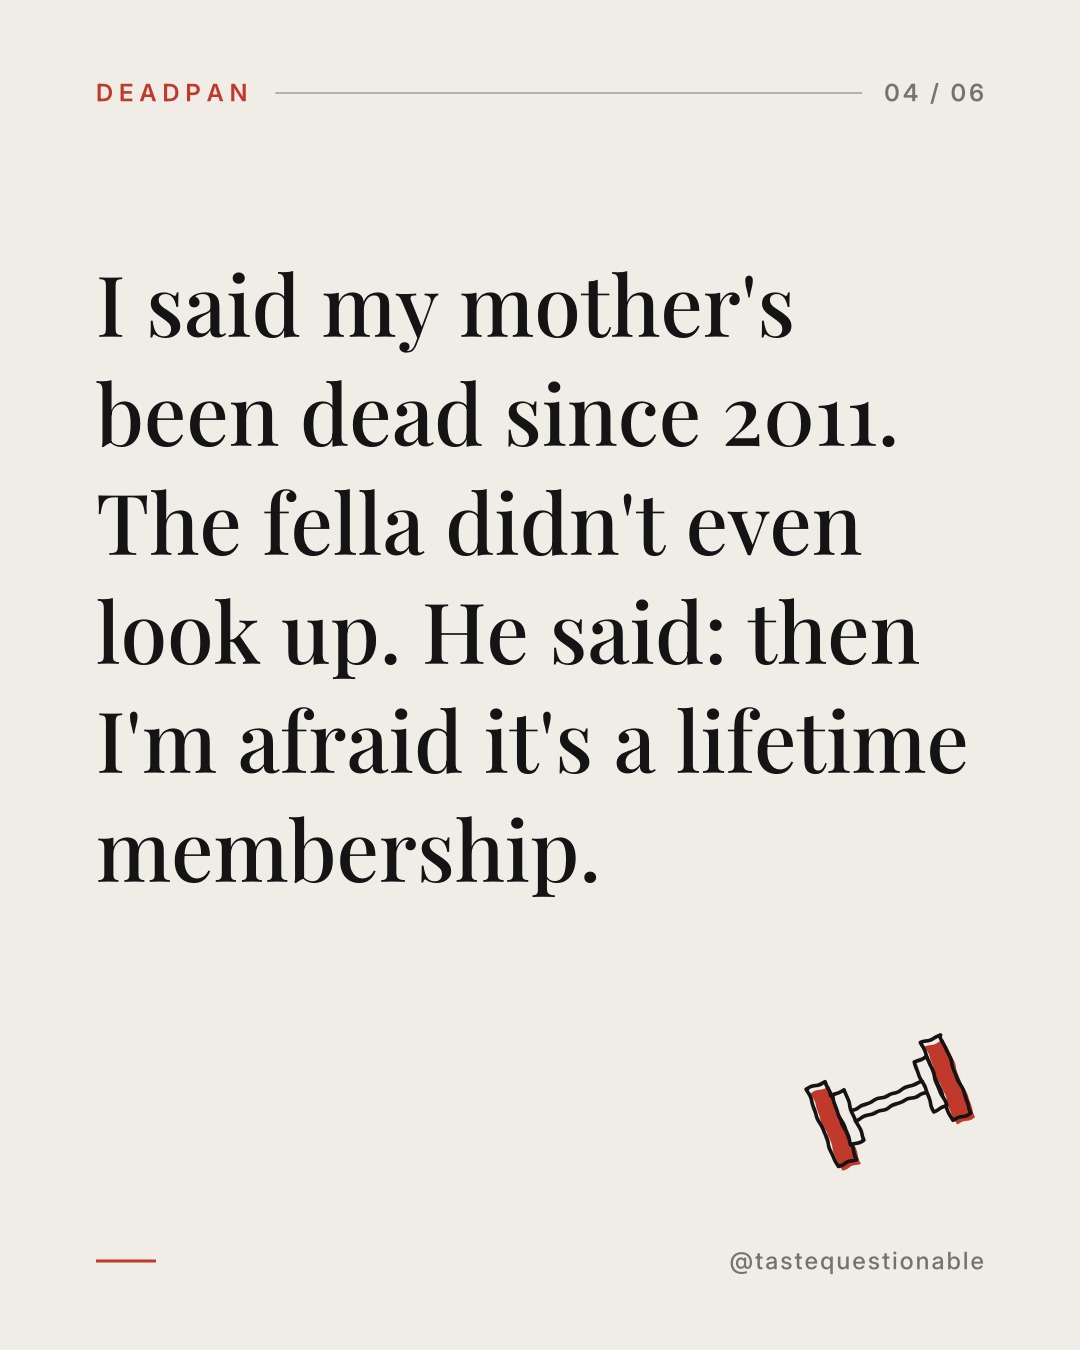 DEADPAN 04 / 06
I said my mother's
been dead since 2011.
The fella didn't even
look up. He said: then
I'm afraid it's a lifetime
membership.
@tastequestionable